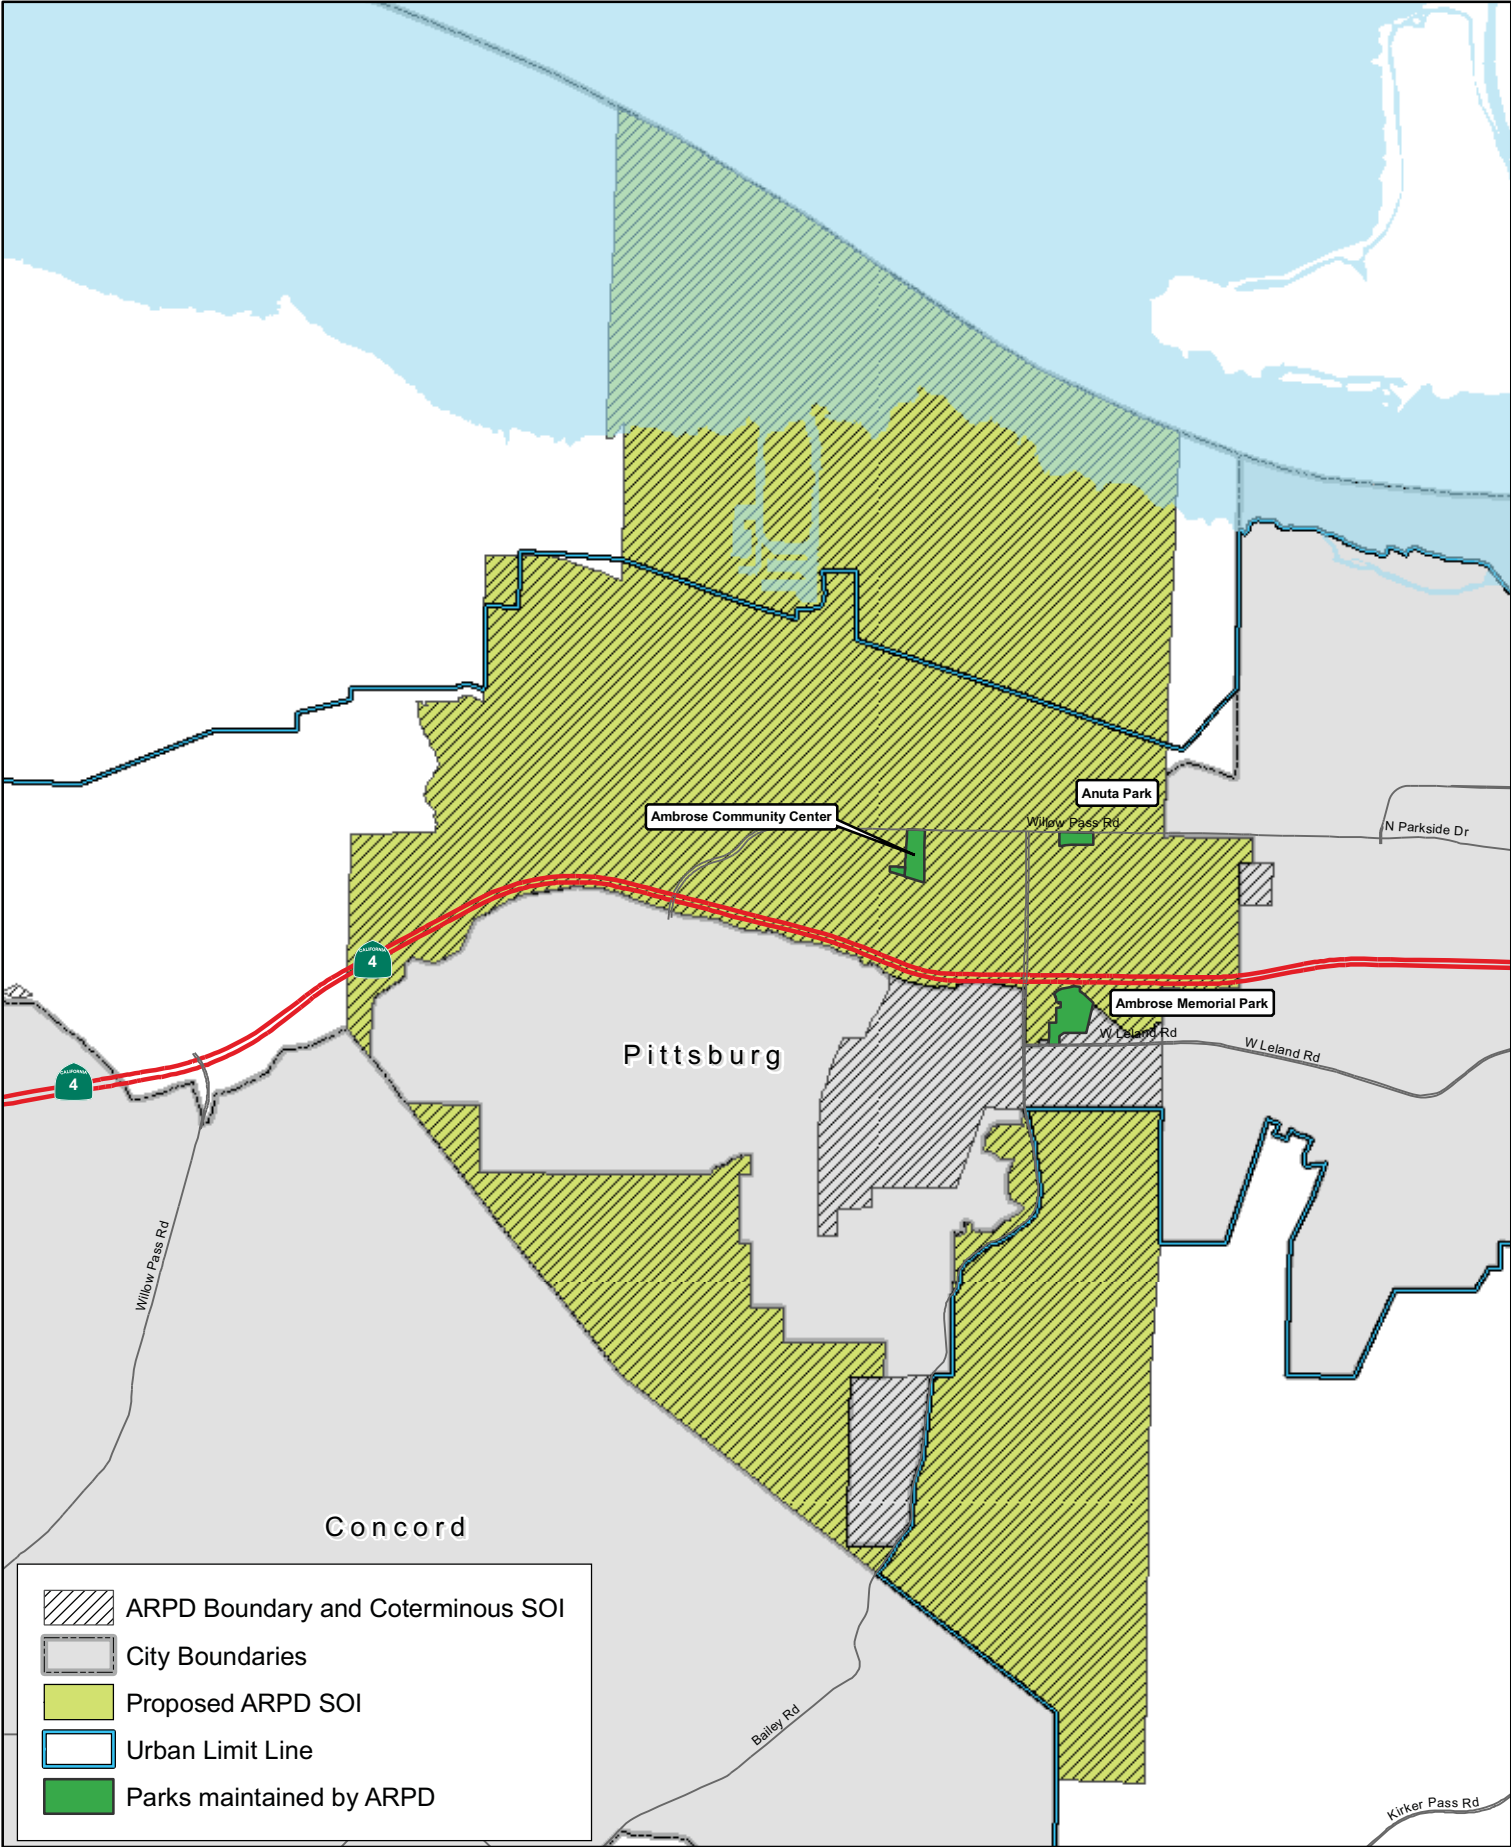 Anuta Park
Ambrose Community Center
Willow Pass Rd
N Parkside Dr
CALIFORNIA
4
Ambrose Memorial Park
W Leland Rd
W Leland Rd
Pittsburg
CALIFORNIA
4
Willow Pass Rd
Concord
ARPD Boundary and Coterminous SOI
City Boundaries
Proposed ARPD SOI
Urban Limit Line
Parks maintained by ARPD
Bailey Rd
Kirker Pass Rd